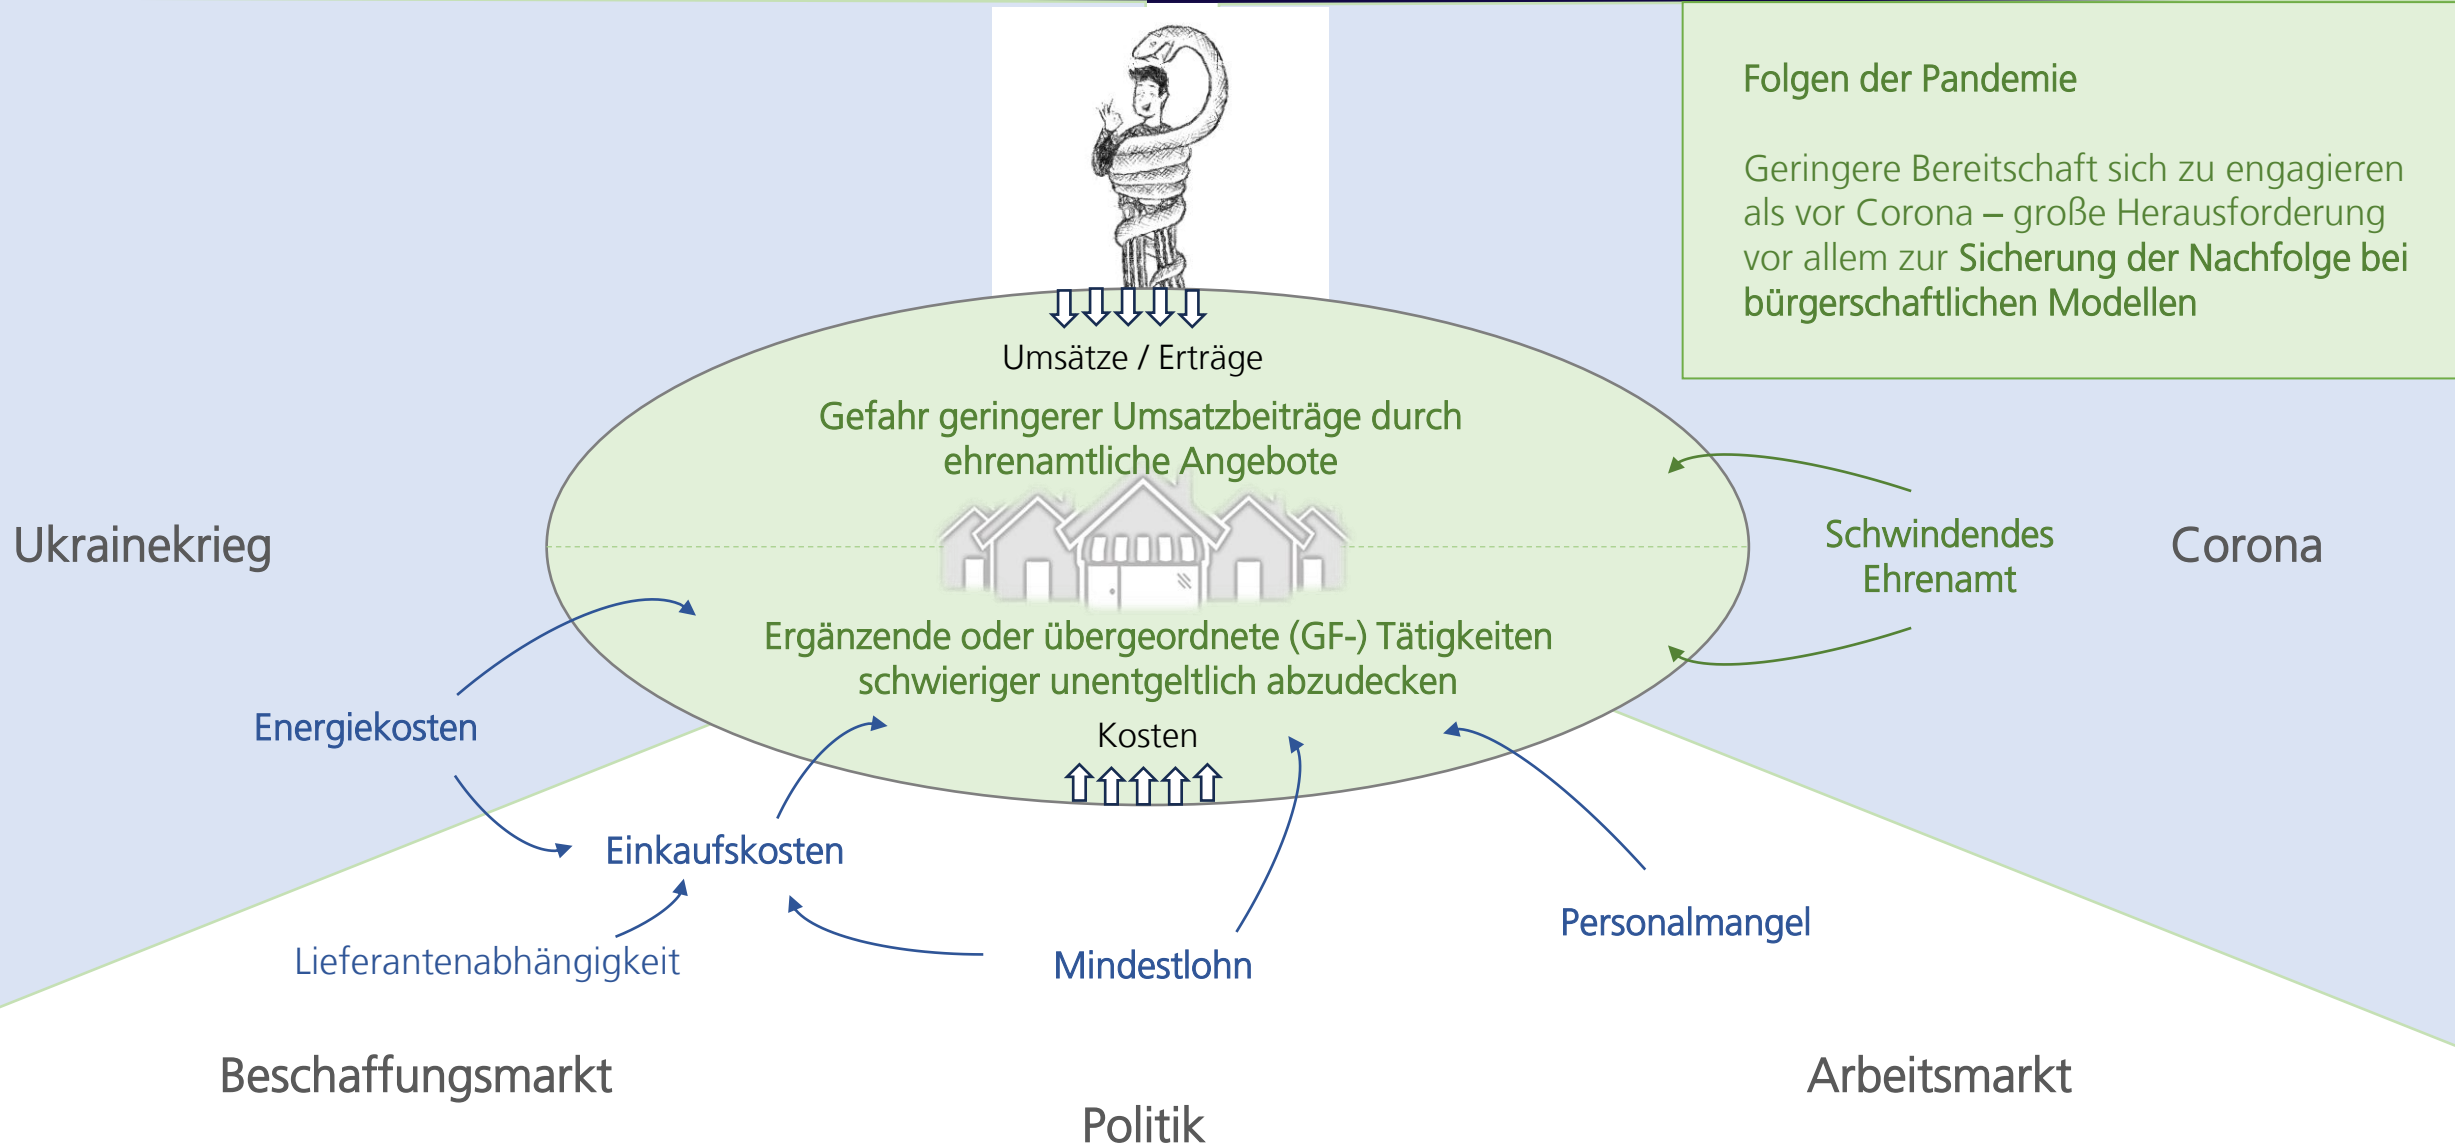 Folgen der Pandemie
Geringere Bereitschaft sich zu engagieren
als vor Corona – große Herausforderung
vor allem zur Sicherung der Nachfolge bei
bürgerschaftlichen Modellen
Umsätze / Erträge
Gefahr geringerer Umsatzbeiträge durch
ehrenamtliche Angebote
Ukrainekrieg
Schwindendes
Ehrenamt
Corona
Ergänzende oder übergeordnete (GF-) Tätigkeiten
schwieriger unentgeltlich abzudecken
Energiekosten
Kosten
Einkaufskosten
Personalmangel
Lieferantenabhängigkeit
Mindestlohn
Beschaffungsmarkt
Arbeitsmarkt
Politik